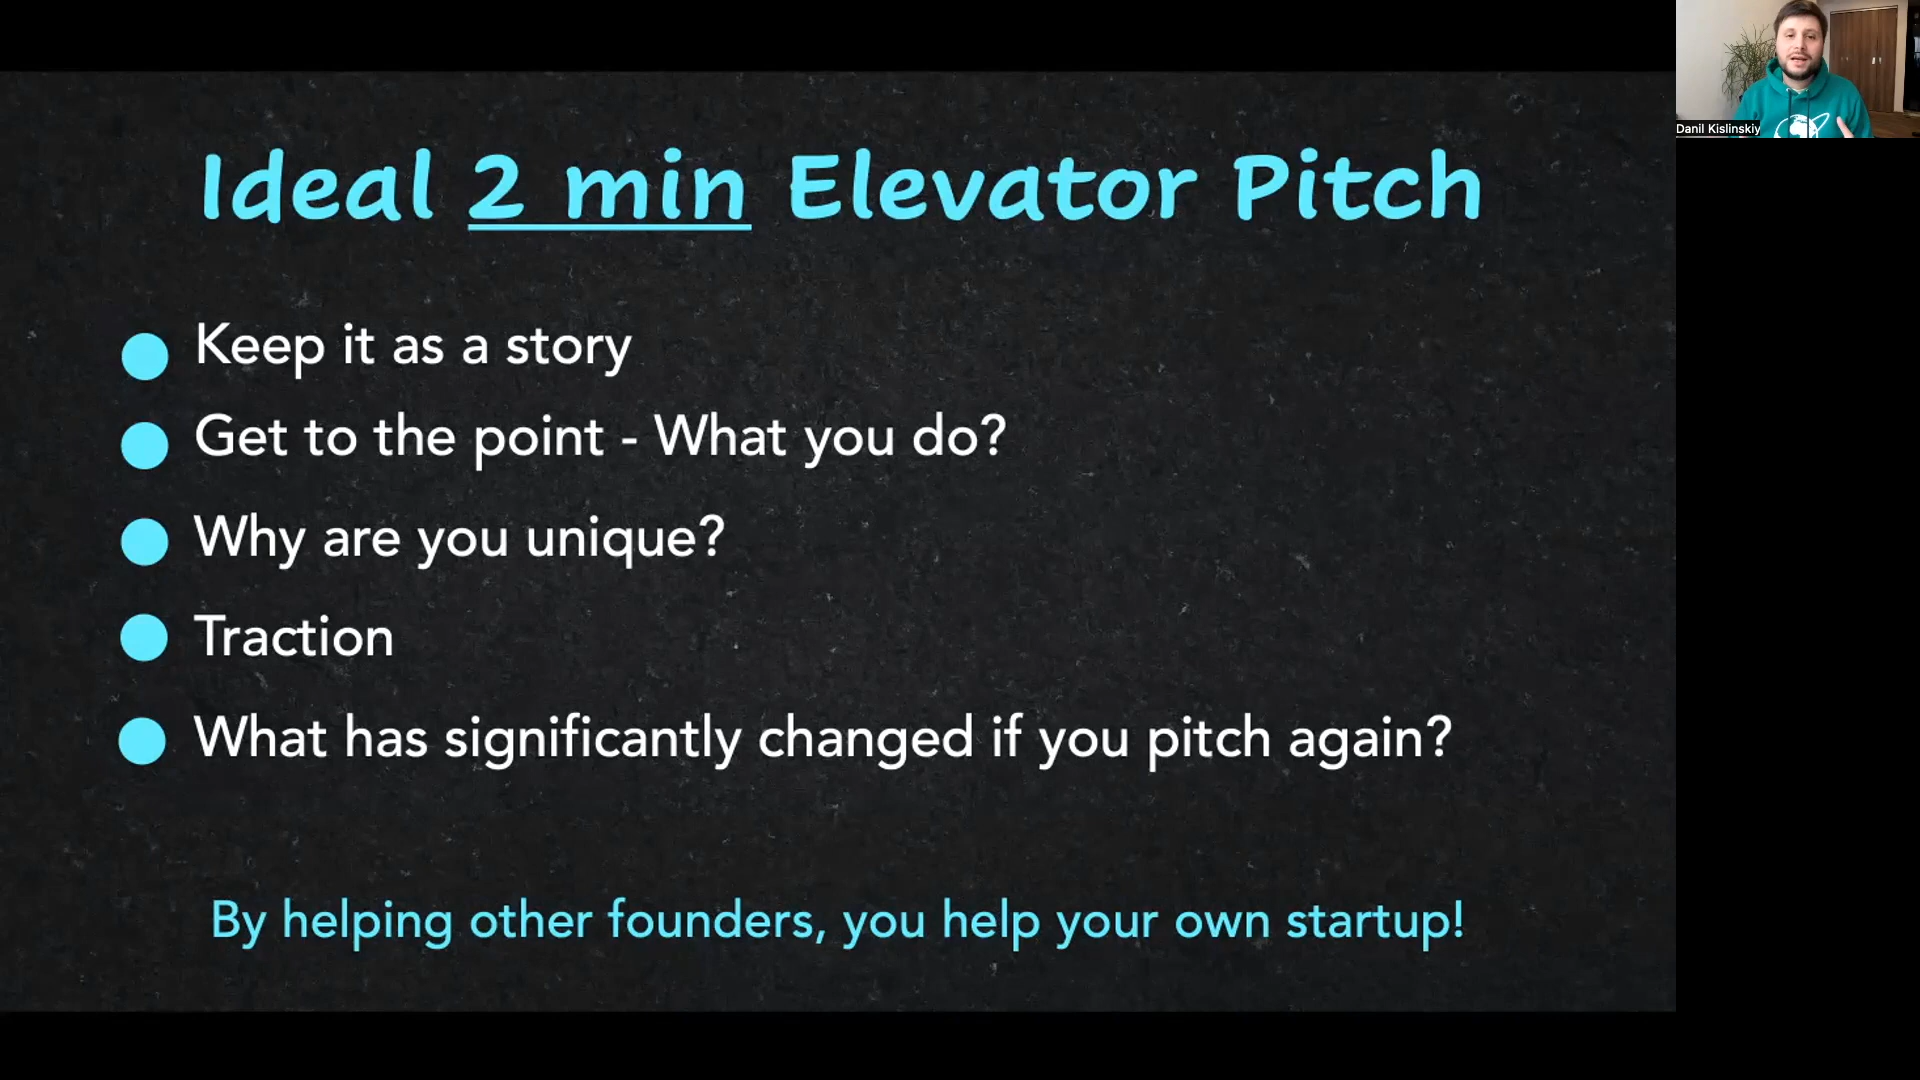 Ideal 2 min Elevator Pitch
Keep it as a story
Get to the point - What you do?
Why are you unique?
Traction
What has significantly changed if you pitch again?
By helping other founders, you help your own startup!
Danil Kislinskiy